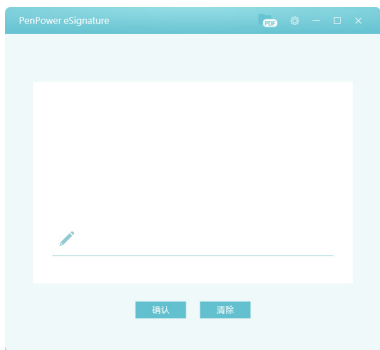 PenPower eSignature
PDF
确认 清除